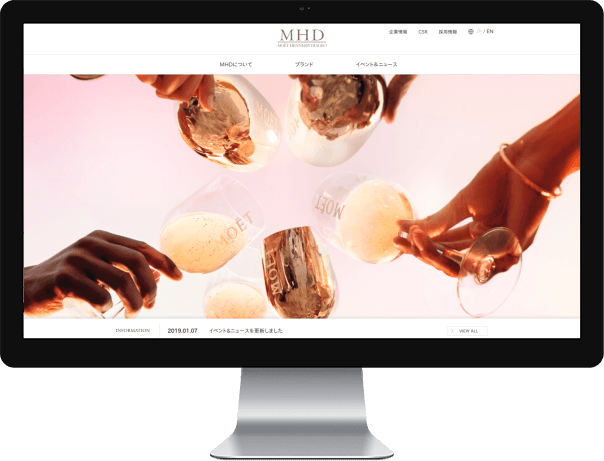 MHD
MOËT HENNESSY DIAGEO
企業情報 CSR 採用情報 JP / EN
MHDについて ブランド イベント&ニュース
MOËT
MOËT
MOËT
INFORMATION 2019.01.07 イベント&ニュースを更新しました VIEW ALL